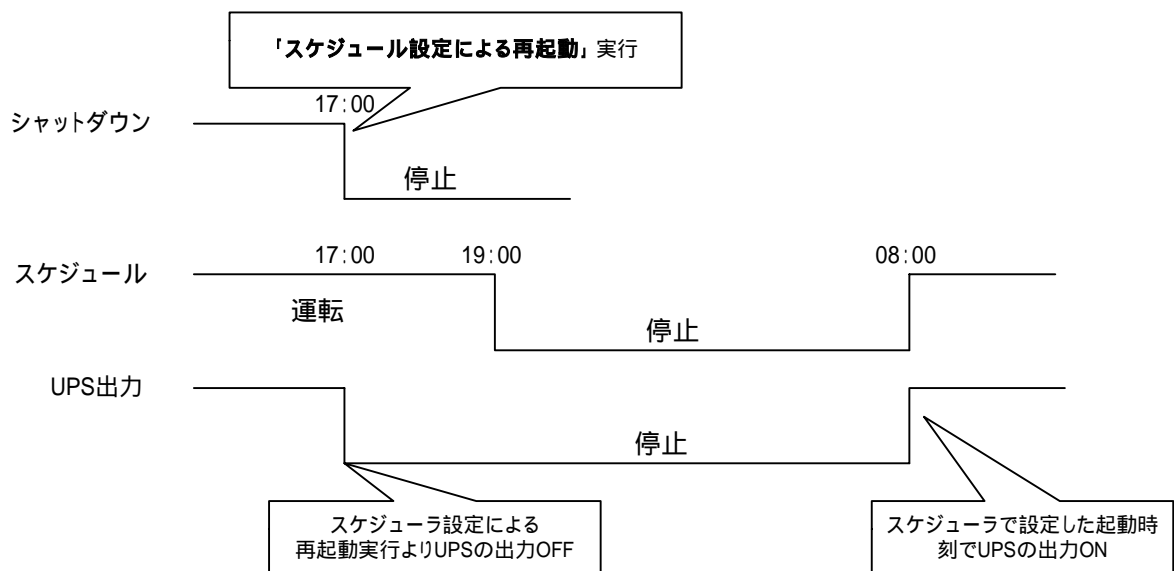 「スケジュール設定による再起動」実行
17:00
シャットダウン
停止
17:00
19:00
08:00
スケジュール
運転
停止
UPS出力
停止
スケジューラ設定による
再起動実行よりUPSの出力OFF
スケジューラで設定した起動時
刻でUPSの出力ON